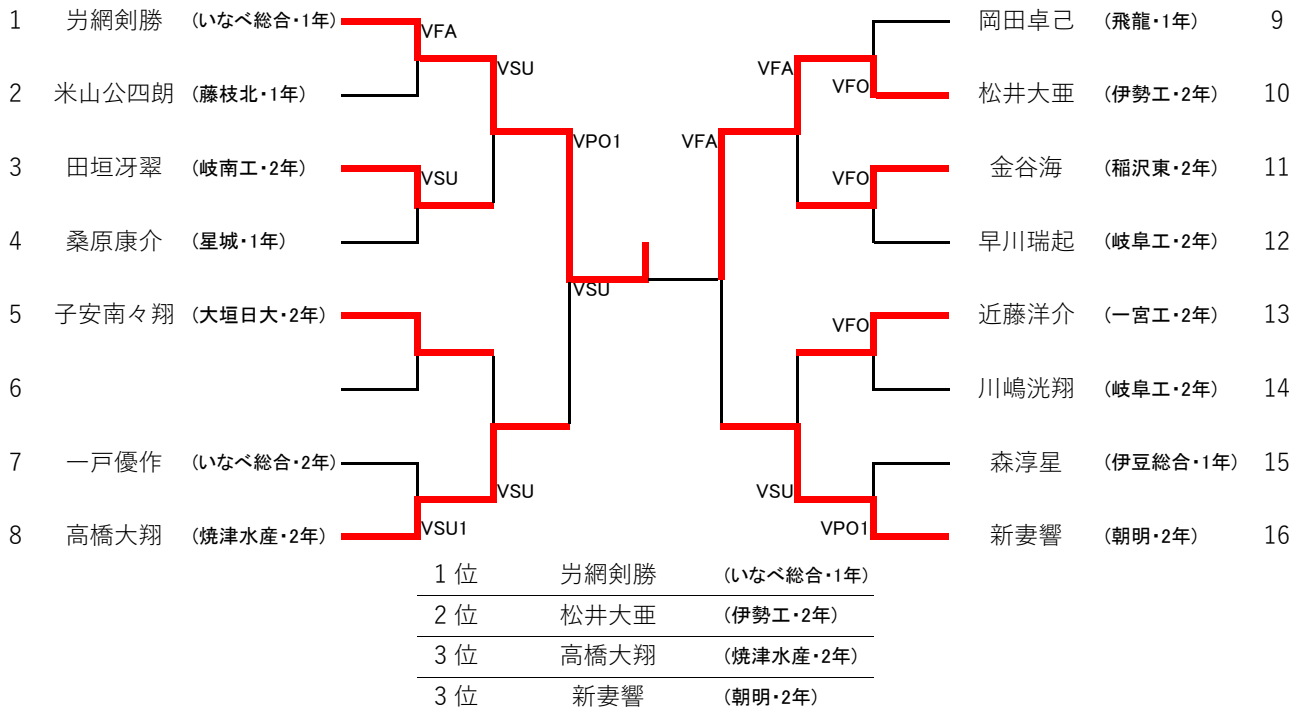 1 屶網剣勝 (いなべ総合・1年) 岡田卓己 (飛龍・1年) 9
VFA
VSU VFA
VFO
2 米山公四朗 (藤枝北・1年) 松井大亜 (伊勢工・2年) 10
VPO1 VFA
3 田垣冴翠 (岐南工・2年) 金谷海 (稲沢東・2年) 11
VSU VFO
4 桑原康介 (星城・1年) 早川瑞起 (岐阜工・2年) 12
VSU
5 子安南々翔 (大垣日大・2年) 近藤洋介 (一宮工・2年) 13
VFO
6 川嶋洸翔 (岐阜工・2年) 14
7 一戸優作 (いなべ総合・2年) 森淳星 (伊豆総合・1年) 15
VSU VSU
8 高橋大翔 (焼津水産・2年) VSU1 VPO1 新妻響 (朝明・2年) 16
1位 屶網剣勝 (いなべ総合・1年)
2位 松井大亜 (伊勢工・2年)
3位 高橋大翔 (焼津水産・2年)
3位 新妻響 (朝明・2年)